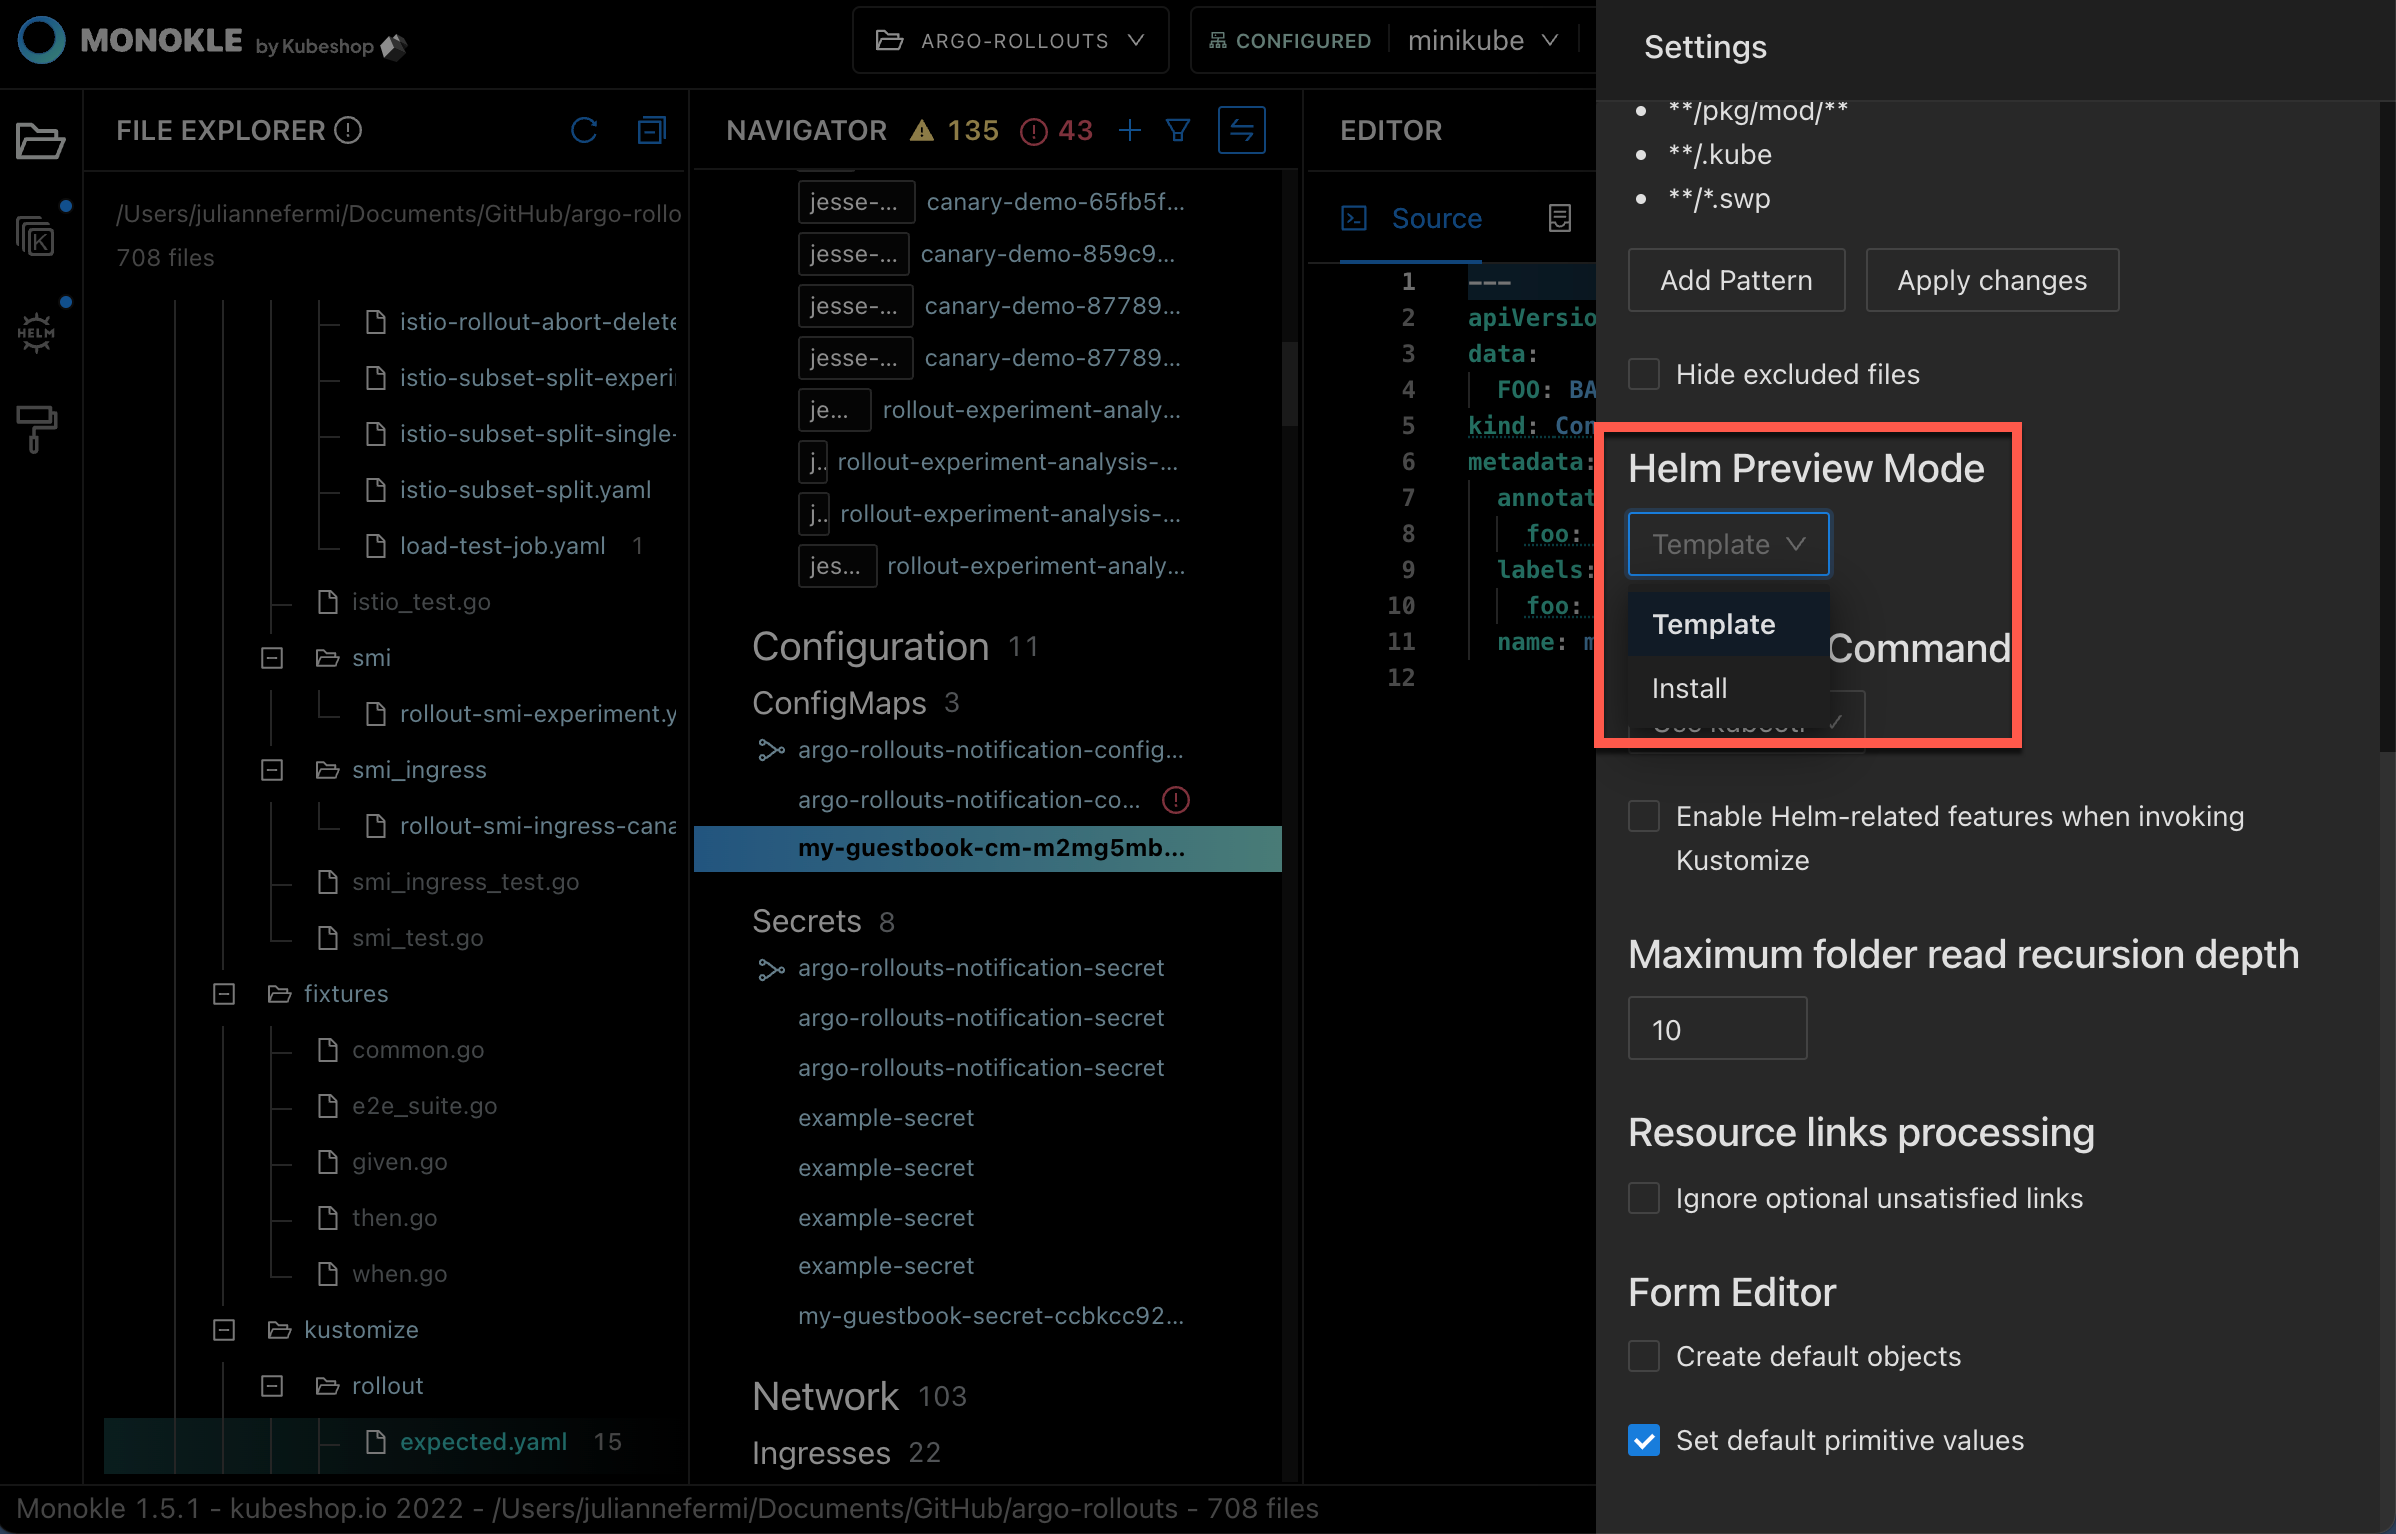 MONOKLE by Kubeshop
ARGO-ROLLOUTS
CONFIGURED
minikube
Settings
FILE EXPLORER
/Users/juliannefermi/Documents/GitHub/argo-rollo
708 files
istio-rollout-abort-delete
istio-subset-split-experi
istio-subset-split-single-
istio-subset-split.yaml
load-test-job.yaml 1
istio_test.go
smi
rollout-smi-experiment.y
smi_ingress
rollout-smi-ingress-cana
smi_ingress_test.go
smi_test.go
fixtures
common.go
e2e_suite.go
given.go
then.go
when.go
kustomize
rollout
expected.yaml 15
HELM
NAVIGATOR 135 43
jesse-... canary-demo-65fb5f...
jesse-... canary-demo-859c9...
jesse-... canary-demo-87789...
jesse-... canary-demo-87789...
je... rollout-experiment-analy...
j.. rollout-experiment-analysis-...
j.. rollout-experiment-analysis-...
jes... rollout-experiment-analy...
Configuration 11
ConfigMaps 3
argo-rollouts-notification-config...
argo-rollouts-notification-co...
my-guestbook-cm-m2mg5mb...
Secrets 8
argo-rollouts-notification-secret
argo-rollouts-notification-secret
argo-rollouts-notification-secret
example-secret
example-secret
example-secret
example-secret
my-guestbook-secret-ccbkcc92...
Network 103
Ingresses 22
EDITOR
Source
1 ---
2 apiVersio
3 data:
4 FOO: BA
5 kind: Con
6 metadata:
7 annotat
8 foo:
9 labels:
10 foo:
11 name: m
12
**/pkg/mod/**
**/.kube
**/*.swp
Add Pattern
Apply changes
Hide excluded files
Helm Preview Mode
Template
Template
Command
Install
Enable Helm-related features when invoking
Kustomize
Maximum folder read recursion depth
10
Resource links processing
Ignore optional unsatisfied links
Form Editor
Create default objects
Set default primitive values
Monokle 1.5.1 - kubeshop.io 2022 - /Users/juliannefermi/Documents/GitHub/argo-rollouts - 708 files